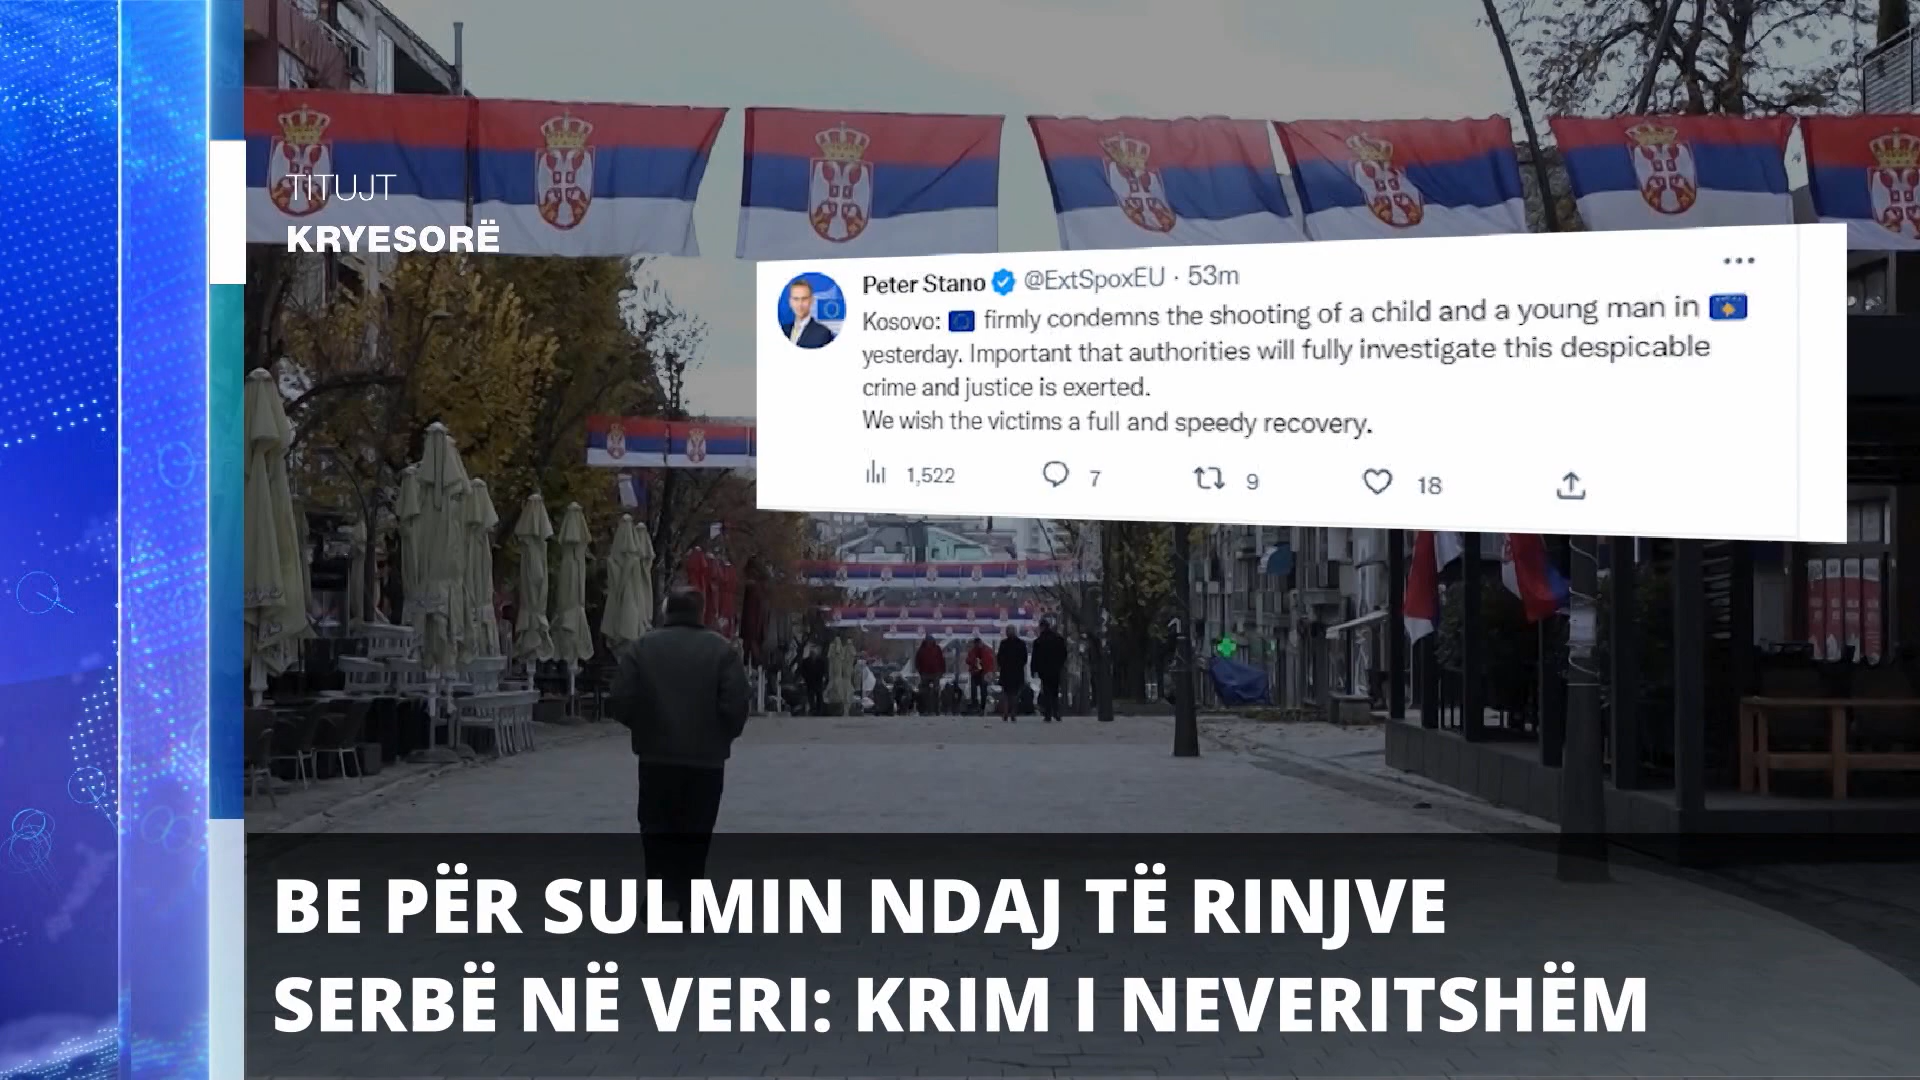 TITUJT
KRYESORË
Peter Stano @ExtSpoxEU · 53m
Kosovo: 🇪🇺 firmly condemns the shooting of a child and a young man in 🇽🇰
yesterday. Important that authorities will fully investigate this despicable
crime and justice is exerted.
We wish the victims a full and speedy recovery.
1,522 7 9 18
BE PËR SULMIN NDAJ TË RINJVE
SERBË NË VERI: KRIM I NEVERITSHËM